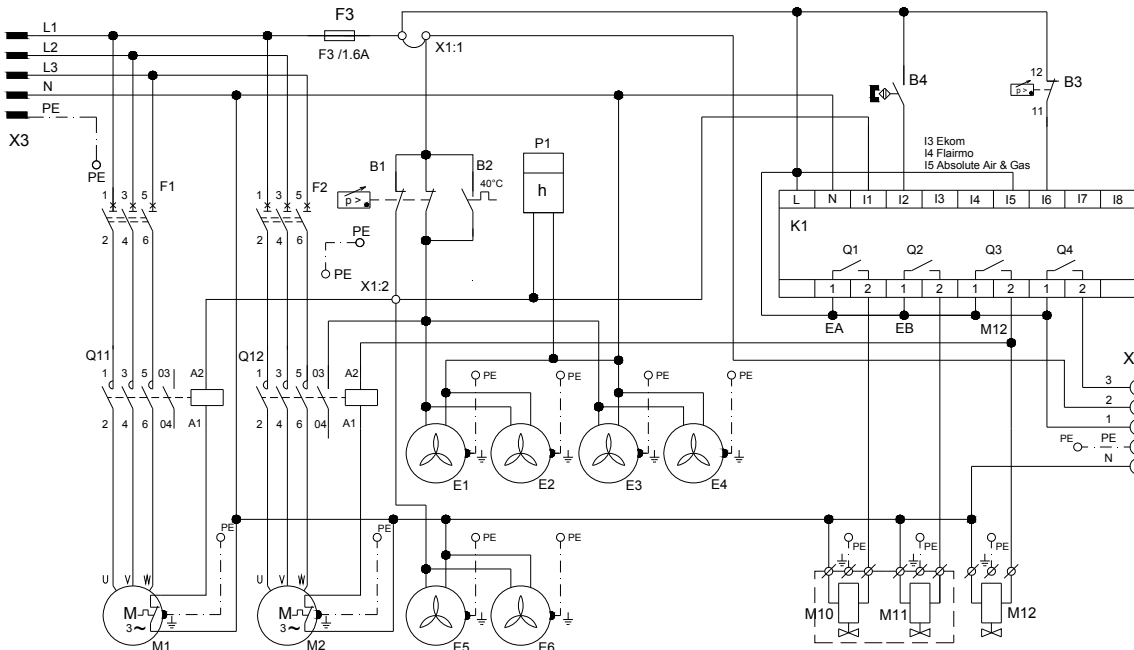 L1
L2
L3
N
PE
X3
PE
F3
F3 /1.6A
X1:1
B4
12
B3
p >
11
I3 Ekom
I4 Flairmo
I5 Absolute Air & Gas
P1
h
B1
B2
40°C
p >
F1
1 3 5
2 4 6
F2
1 3 5
2 4 6
PE
PE
X1:2
L N I1 I2 I3 I4 I5 I6 I7 I8
K1
Q1 Q2 Q3 Q4
1 2 1 2 1 2 1 2
EA EB M12
Q11
1 3 5 03 A2
2 4 6 04 A1
Q12
1 3 5 03 A2
2 4 6 04 A1
PE PE PE PE
E1 E2 E3 E4
X
3
2
1
PE PE
N
PE PE PE PE
PE PE PE
U V W
M
3~
M1
U V W
M
3~
M2
E5 E6
M10 M11 M12